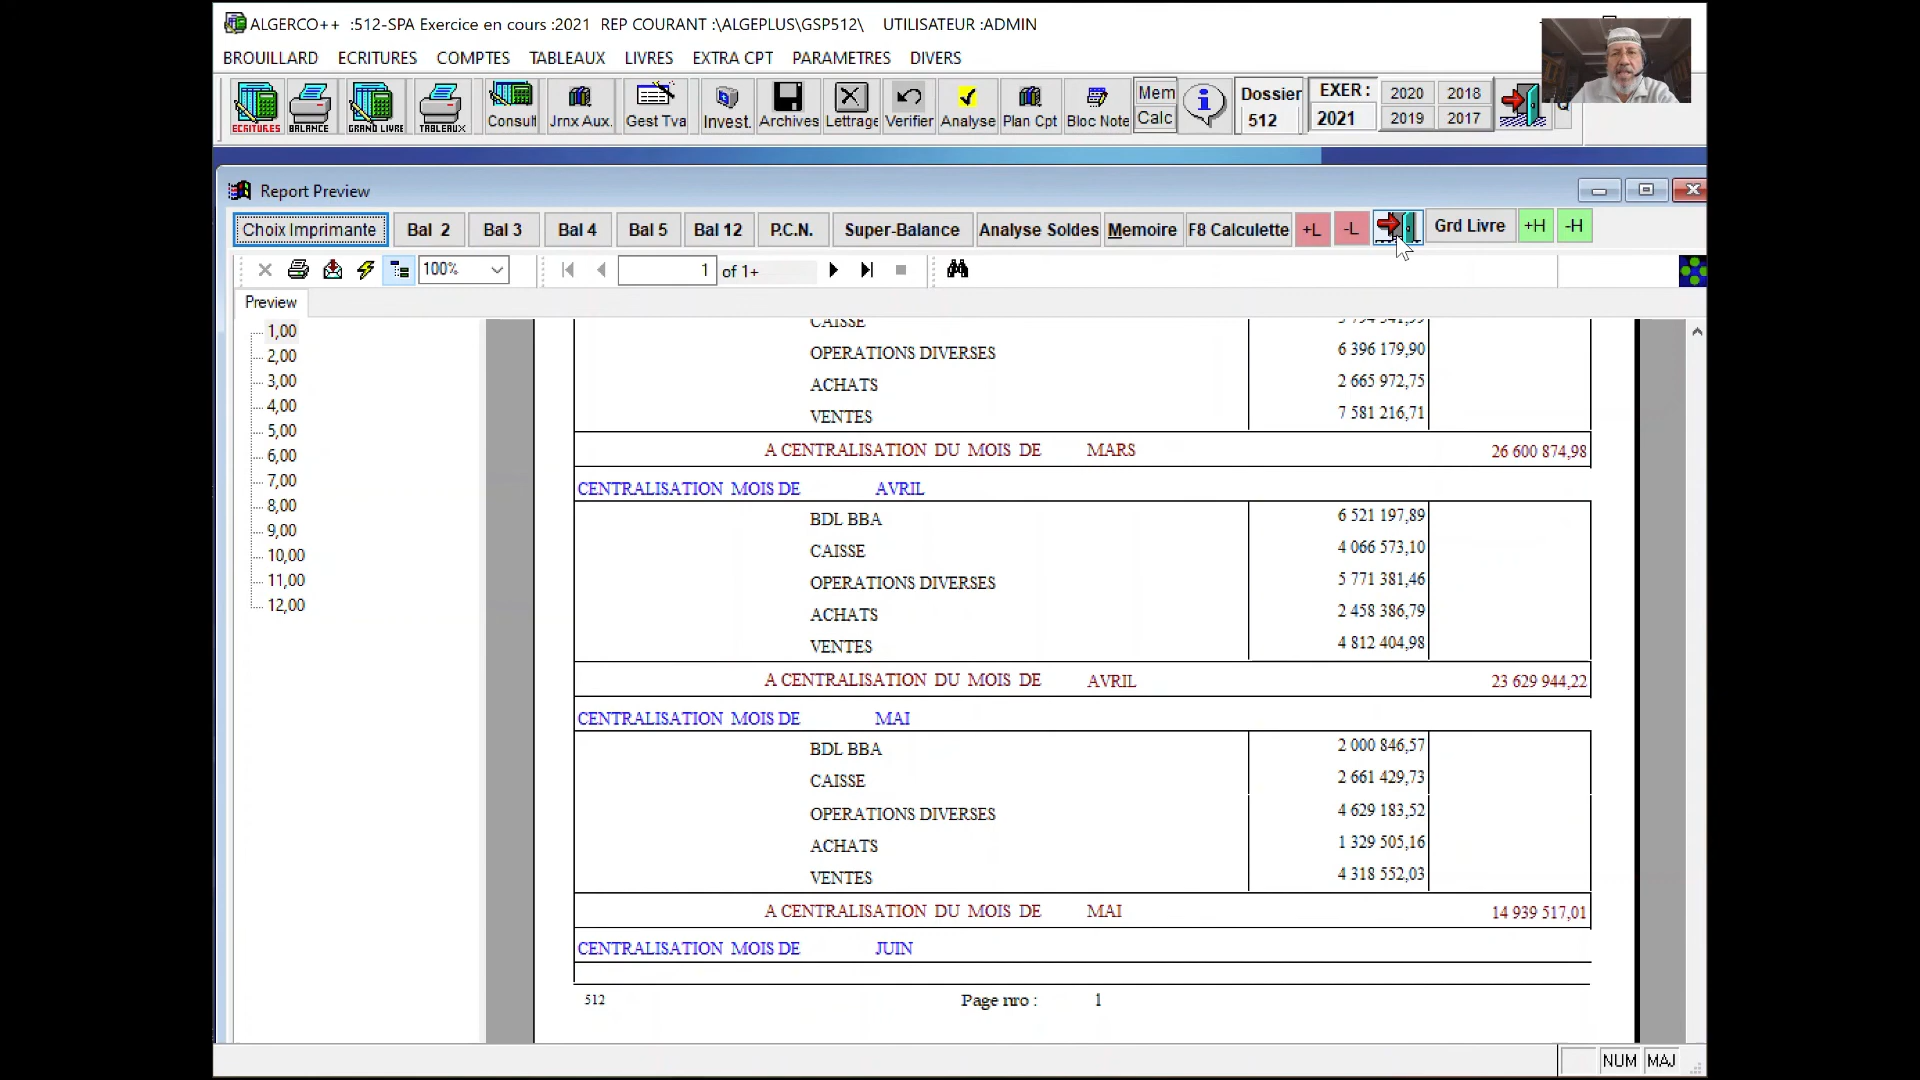 ALGERCO++ :512-SPA Exercice en cours :2021 REP COURANT :\ALGEPLUS\GSP512\ UTILISATEUR :ADMIN
BROUILLARD ECRITURES COMPTES TABLEAUX LIVRES EXTRA CPT PARAMETRES DIVERS
ECRITURES BALANCE GRAND LIVRE TABLEAUX Consult Jrnx Aux. Gest Tva Invest. Archives Lettrage Verifier Analyse Plan Cpt Bloc Note
Mem
Calc
Dossier
512
EXER :
2021
2020 2018
2019 2017
Report Preview
Choix Imprimante Bal 2 Bal 3 Bal 4 Bal 5 Bal 12 P.C.N. Super-Balance Analyse Soldes Memoire F8 Calculette +L -L Grd Livre +H -H
100% 1 of 1+
Preview
1,00
2,00
3,00
4,00
5,00
6,00
7,00
8,00
9,00
10,00
11,00
12,00
CAISSE
OPERATIONS DIVERSES 6 396 179,90
ACHATS 2 665 972,75
VENTES 7 581 216,71
A CENTRALISATION DU MOIS DE MARS 26 600 874,98
CENTRALISATION MOIS DE AVRIL
BDL BBA 6 521 197,89
CAISSE 4 066 573,10
OPERATIONS DIVERSES 5 771 381,46
ACHATS 2 458 386,79
VENTES 4 812 404,98
A CENTRALISATION DU MOIS DE AVRIL 23 629 944,22
CENTRALISATION MOIS DE MAI
BDL BBA 2 000 846,57
CAISSE 2 661 429,73
OPERATIONS DIVERSES 4 629 183,52
ACHATS 1 329 505,16
VENTES 4 318 552,03
A CENTRALISATION DU MOIS DE MAI 14 939 517,01
CENTRALISATION MOIS DE JUIN
512 Page nro : 1
NUM MAJ